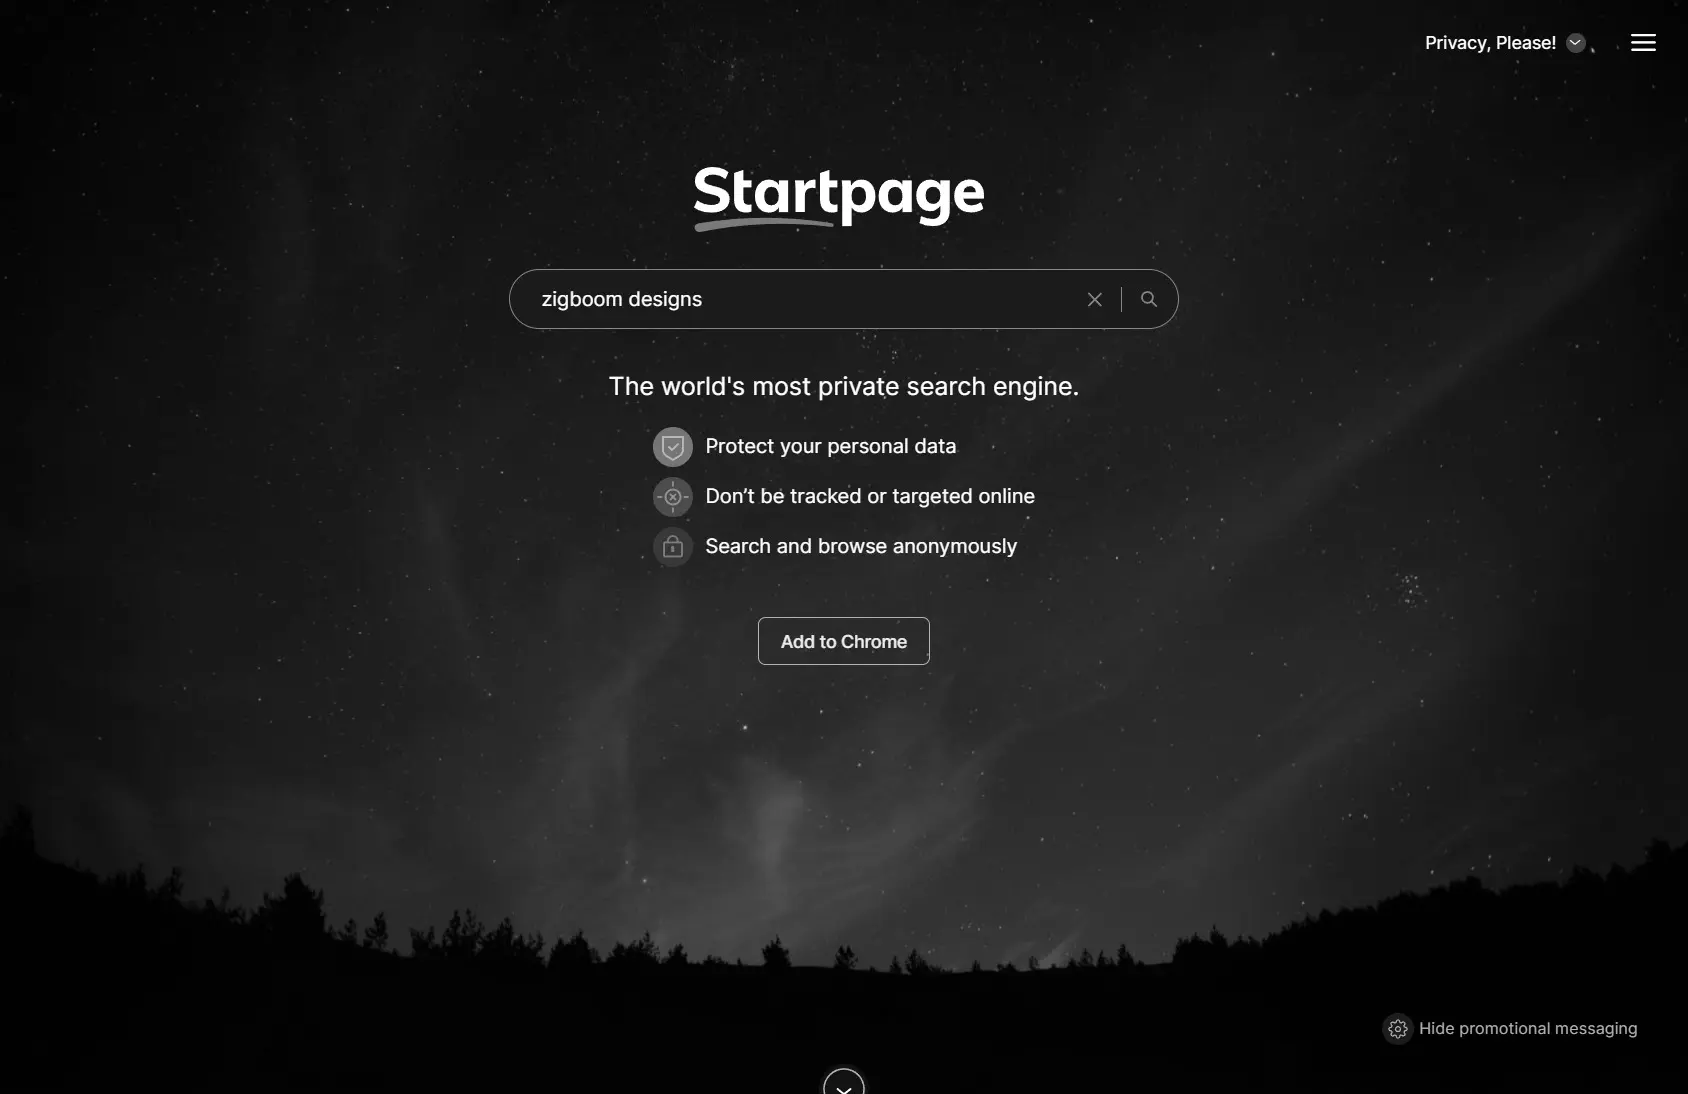 Privacy, Please!
Startpage
zigboom designs
The world's most private search engine.
Protect your personal data
Don’t be tracked or targeted online
Search and browse anonymously
Add to Chrome
Hide promotional messaging